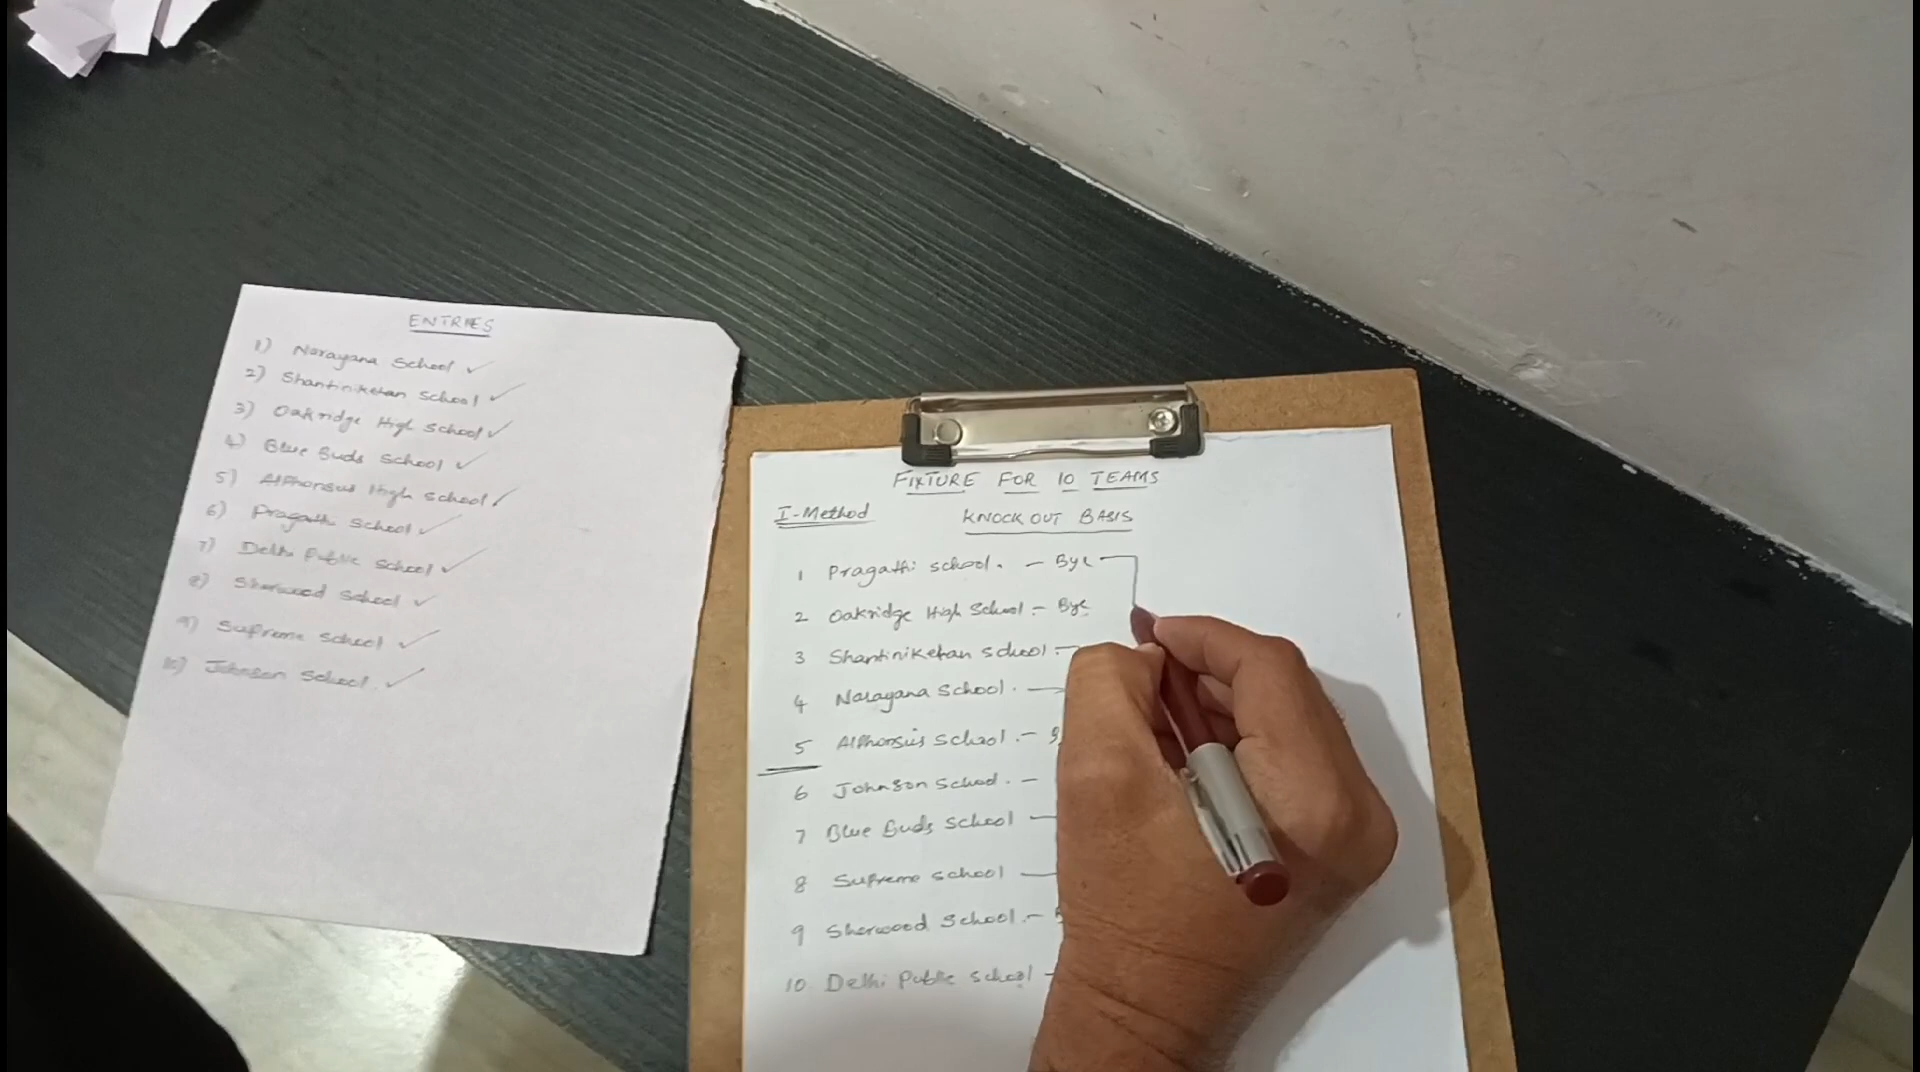 ENTRIES
1) Narayana School ✓
2) Shantiniketan School ✓
3) Oakridge High School ✓
4) Blue Buds School ✓
5) Alphonsus High School ✓
6) Pragathi School ✓
7) Delhi Public School ✓
8) Sherwood School ✓
9) Supreme School ✓
10) Johnson School. ✓
FIXTURE FOR 10 TEAMS
I-Method
KNOCK OUT BASIS
1 Pragathi School. - Bye
2 Oakridge High School - Bye
3 Shantiniketan School -
4 Narayana School. -
5 Alphonsus School. -
6 Johnson School. -
7 Blue Buds School -
8 Supreme School -
9 Sherwood School. -
10. Delhi Public School -